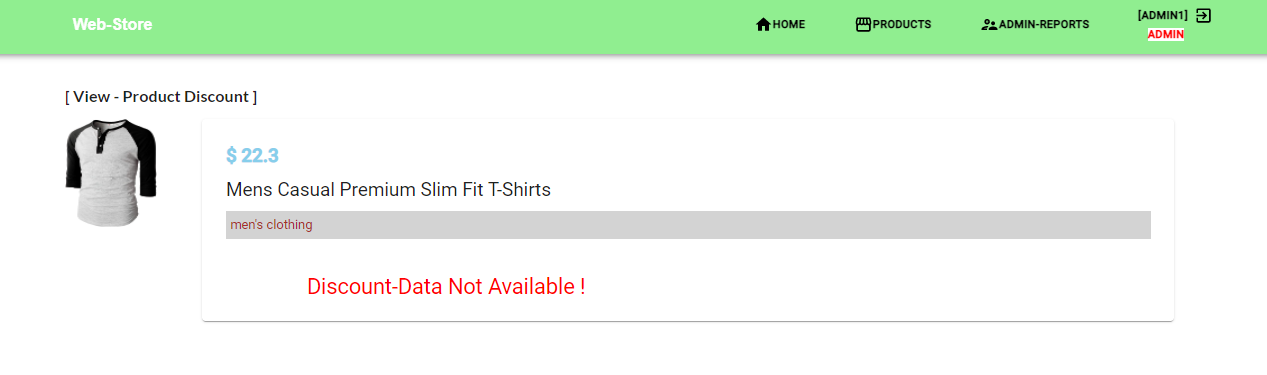 Web-Store
HOME
PRODUCTS
ADMIN-REPORTS
[ADMIN1]
ADMIN
[ View - Product Discount ]
$ 22.3
Mens Casual Premium Slim Fit T-Shirts
men's clothing
Discount-Data Not Available !